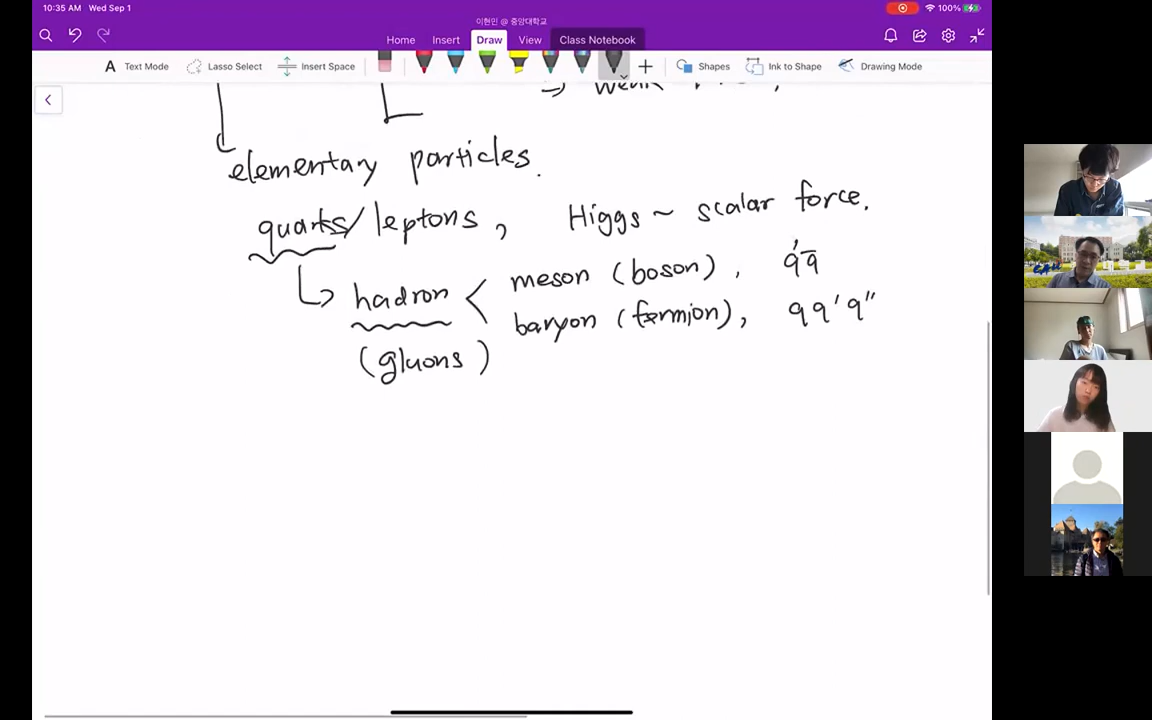 10:35 AM Wed Sep 1
100%
이현민 @ 중앙대학교
Home Insert Draw View Class Notebook
Text Mode Lasso Select Insert Space Shapes Ink to Shape Drawing Mode
elementary particles.
quarks/leptons, Higgs ~ scalar force.
hadron < meson (boson), q'q̄
baryon (fermion), qq'q"
(gluons)